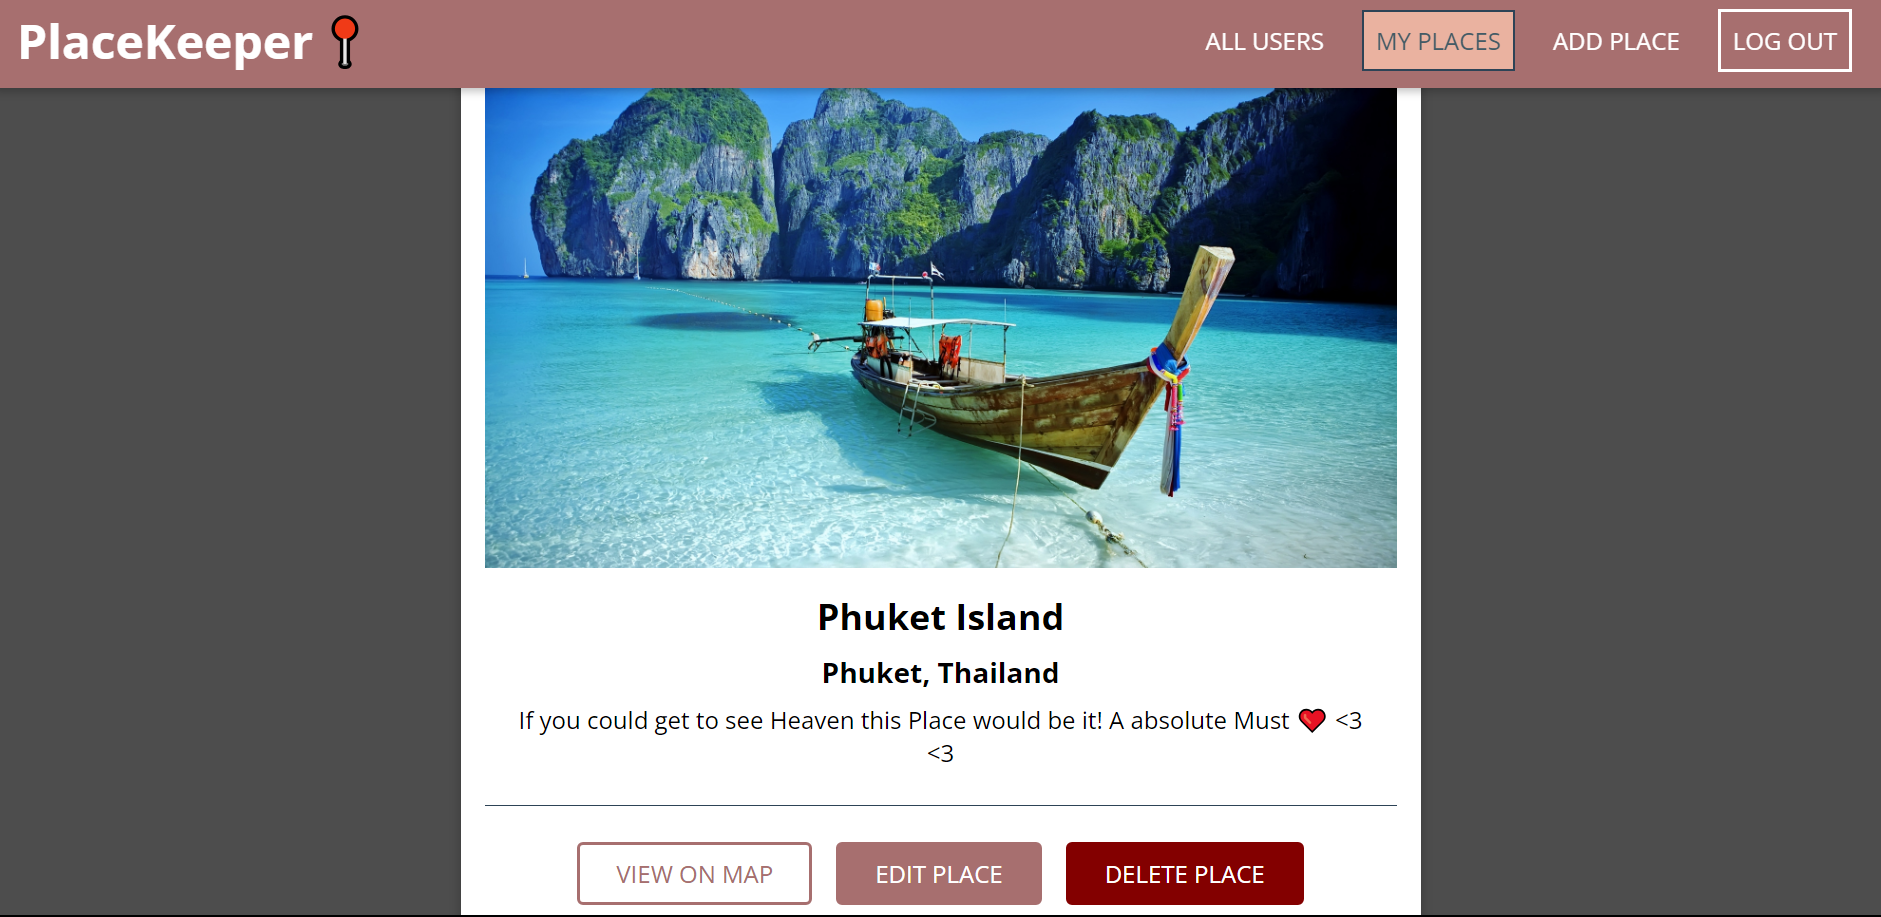 PlaceKeeper
ALL USERS
MY PLACES
ADD PLACE
LOG OUT
Phuket Island
Phuket, Thailand
If you could get to see Heaven this Place would be it! A absolute Must ❤ <3
<3
VIEW ON MAP
EDIT PLACE
DELETE PLACE